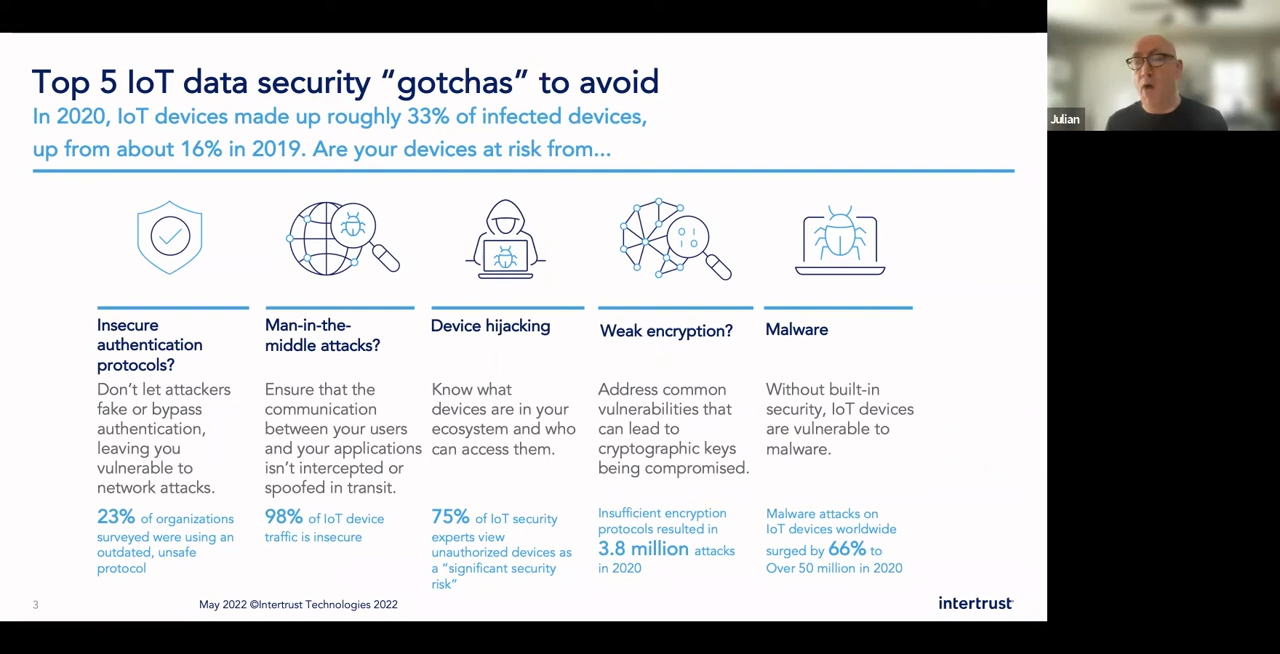 Top 5 IoT data security “gotchas” to avoid
In 2020, IoT devices made up roughly 33% of infected devices,
up from about 16% in 2019. Are your devices at risk from...
Insecure
authentication
protocols?
Don’t let attackers
fake or bypass
authentication,
leaving you
vulnerable to
network attacks.
23% of organizations
surveyed were using an
outdated, unsafe
protocol
Man-in-the-
middle attacks?
Ensure that the
communication
between your users
and your applications
isn’t intercepted or
spoofed in transit.
98% of IoT device
traffic is insecure
Device hijacking
Know what
devices are in your
ecosystem and who
can access them.
75% of IoT security
experts view
unauthorized devices as
a “significant security
risk”
Weak encryption?
Address common
vulnerabilities that
can lead to
cryptographic keys
being compromised.
Insufficient encryption
protocols resulted in
3.8 million attacks
in 2020
Malware
Without built-in
security, IoT devices
are vulnerable to
malware.
Malware attacks on
IoT devices worldwide
surged by 66% to
Over 50 million in 2020
3
May 2022 ©Intertrust Technologies 2022
intertrust
Julian